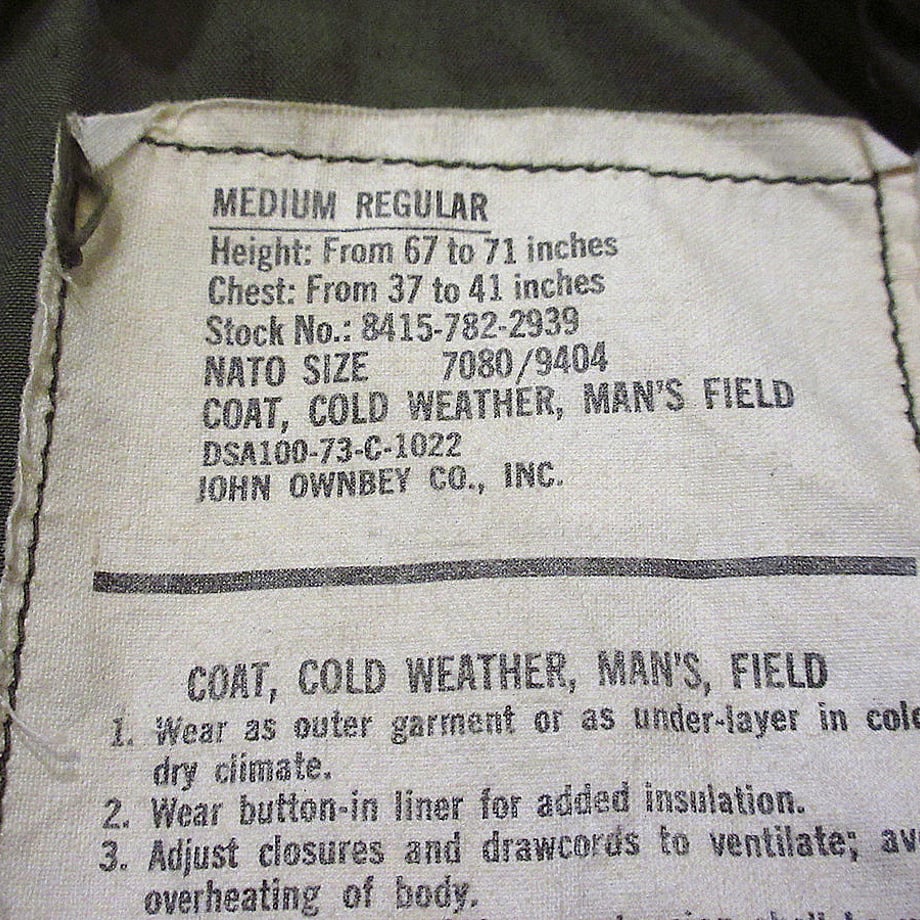 MEDIUM REGULAR
Height: From 67 to 71 inches
Chest: From 37 to 41 inches
Stock No.: 8415-782-2939
NATO SIZE 7080/9404
COAT, COLD WEATHER, MAN'S FIELD
DSA100-73-C-1022
JOHN OWNBEY CO., INC.
COAT, COLD WEATHER, MAN'S, FIELD
1. Wear as outer garment or as under-layer in
dry climate.
2. Wear button-in liner for added insulation.
3. Adjust closures and drawcords to ventilate;
overheating of body.